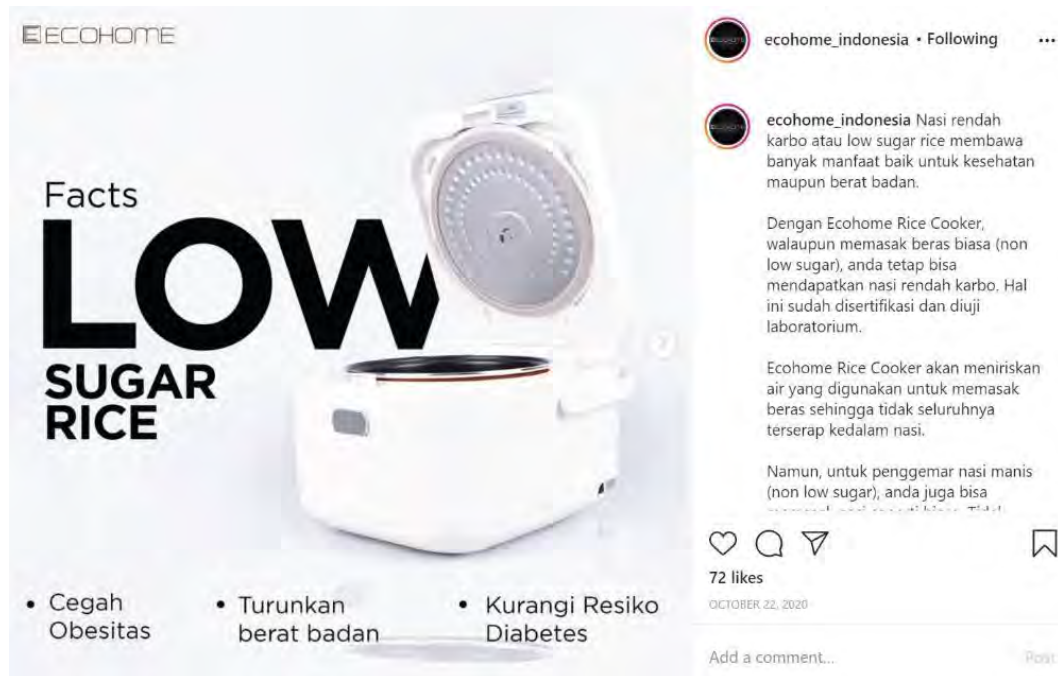 ECOHOME
Facts
LOW
SUGAR
RICE
• Cegah
Obesitas
• Turunkan
berat badan
• Kurangi Resiko
Diabetes
ecohome_indonesia • Following
ecohome_indonesia Nasi rendah
karbo atau low sugar rice membawa
banyak manfaat baik untuk kesehatan
maupun berat badan.
Dengan Ecohome Rice Cooker,
walaupun memasak beras biasa (non
low sugar), anda tetap bisa
mendapatkan nasi rendah karbo. Hal
ini sudah disertifikasi dan diuji
laboratorium.
Ecohome Rice Cooker akan meniriskan
air yang digunakan untuk memasak
beras sehingga tidak seluruhnya
terserap kedalam nasi.
Namun, untuk penggemar nasi manis
(non low sugar), anda juga bisa
72 likes
OCTOBER 22, 2020
Add a comment...
Post